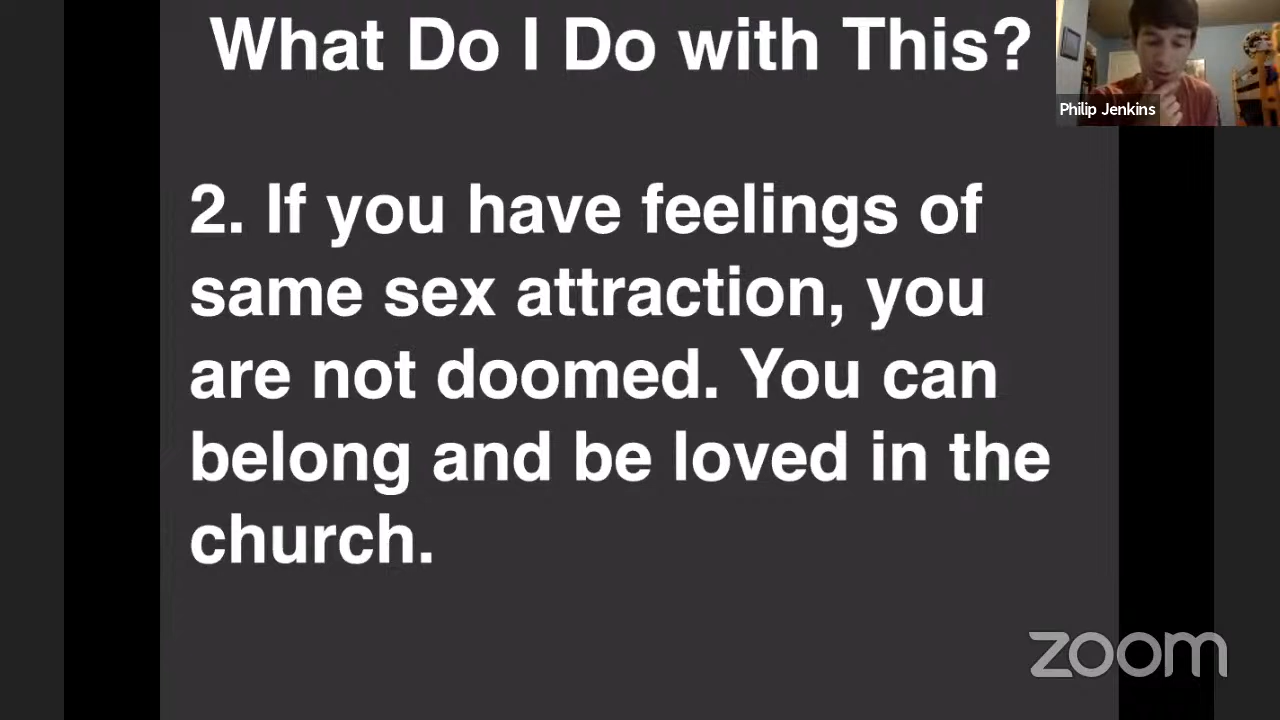 What Do I Do with This?
Philip Jenkins
2. If you have feelings of
same sex attraction, you
are not doomed. You can
belong and be loved in the
church.
zoom